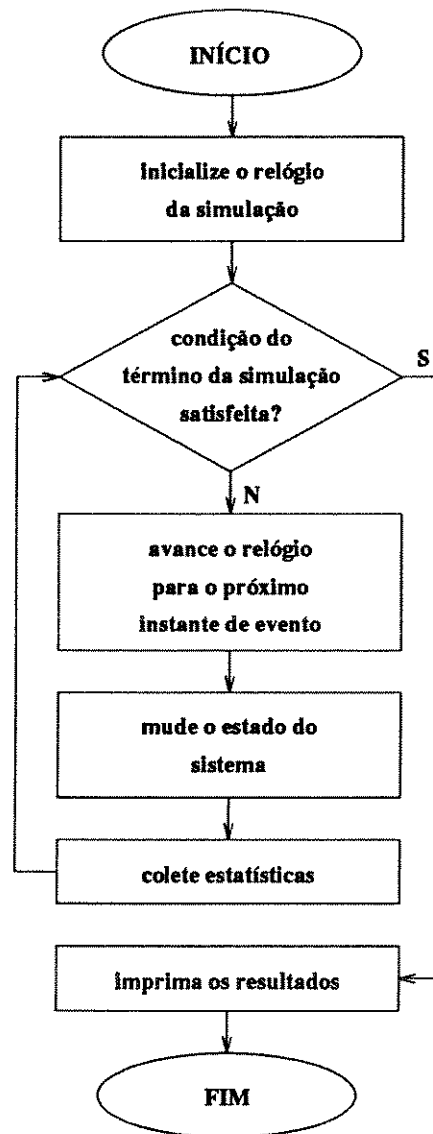 INÍCIO
inicialize o relógio
da simulação
condição do
término da simulação
satisfeita?
S
N
avance o relógio
para o próximo
instante de evento
mude o estado do
sistema
colete estatísticas
imprima os resultados
FIM